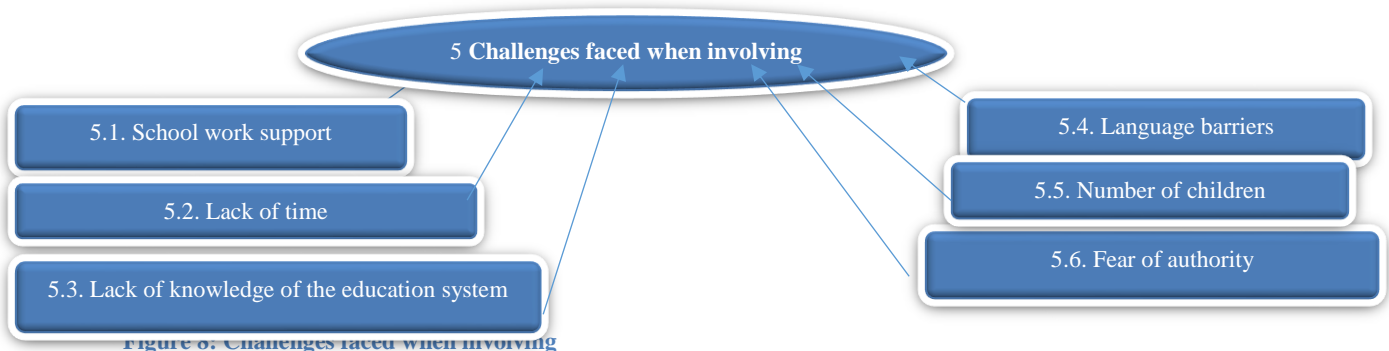 5 Challenges faced when involving
5.1. School work support
5.2. Lack of time
5.3. Lack of knowledge of the education system
5.4. Language barriers
5.5. Number of children
5.6. Fear of authority
Figure 8: Challenges faced when involving